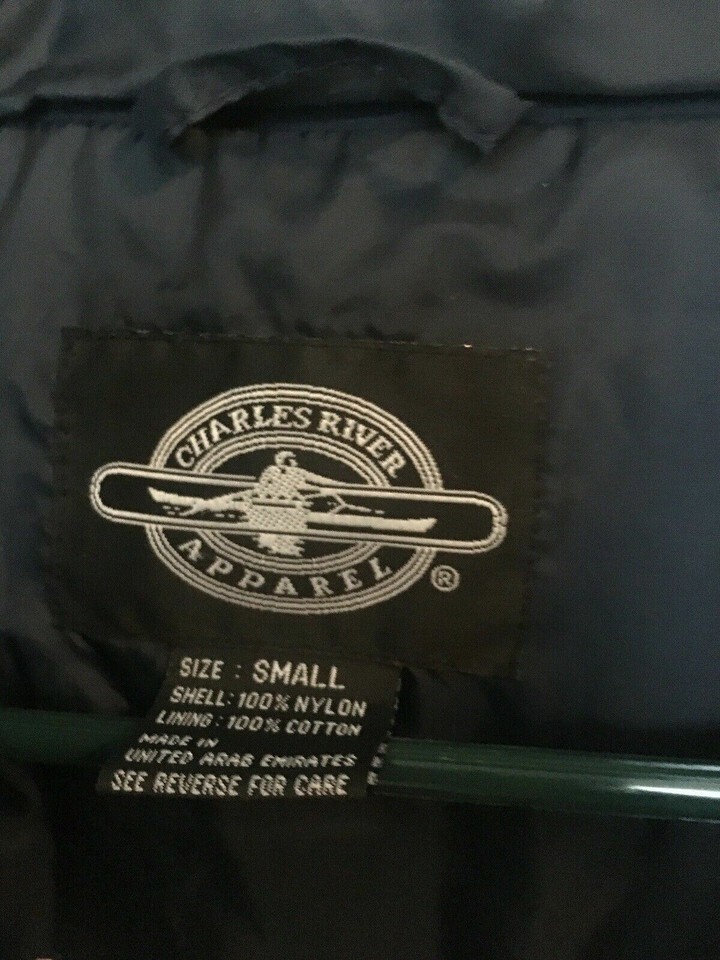 CHARLES RIVER
APPAREL ®
SIZE : SMALL
SHELL: 100% NYLON
LINING : 100% COTTON
MADE IN
UNITED ARAB EMIRATES
SEE REVERSE FOR CARE